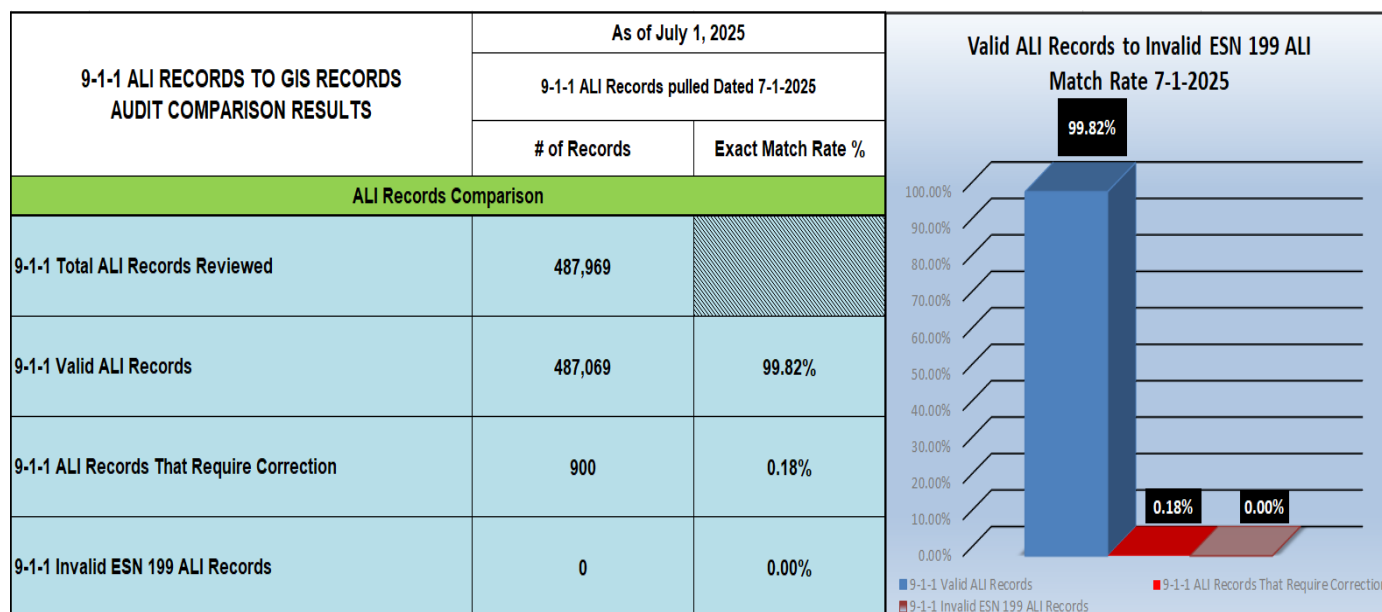 9-1-1 ALI RECORDS TO GIS RECORDS
AUDIT COMPARISON RESULTS
As of July 1, 2025
9-1-1 ALI Records pulled Dated 7-1-2025
# of Records
Exact Match Rate %
ALI Records Comparison
9-1-1 Total ALI Records Reviewed
487,969
9-1-1 Valid ALI Records
487,069
99.82%
9-1-1 ALI Records That Require Correction
900
0.18%
9-1-1 Invalid ESN 199 ALI Records
0
0.00%
Valid ALI Records to Invalid ESN 199 ALI
Match Rate 7-1-2025
99.82%
100.00%
90.00%
80.00%
70.00%
60.00%
50.00%
40.00%
30.00%
20.00%
10.00%
0.00%
0.18%
0.00%
9-1-1 Valid ALI Records
9-1-1 ALI Records That Require Correction
9-1-1 Invalid ESN 199 ALI Records